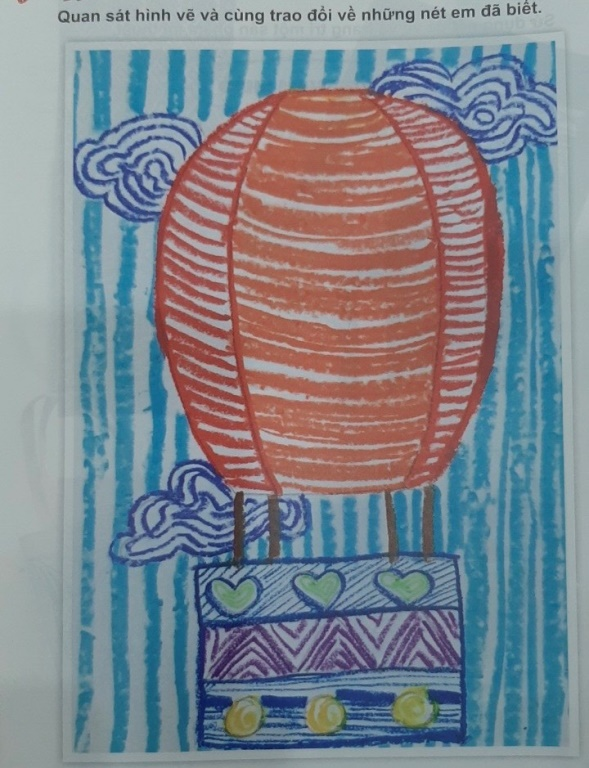 Quan sát hình vẽ và cùng trao đổi về những nét em đã biết.